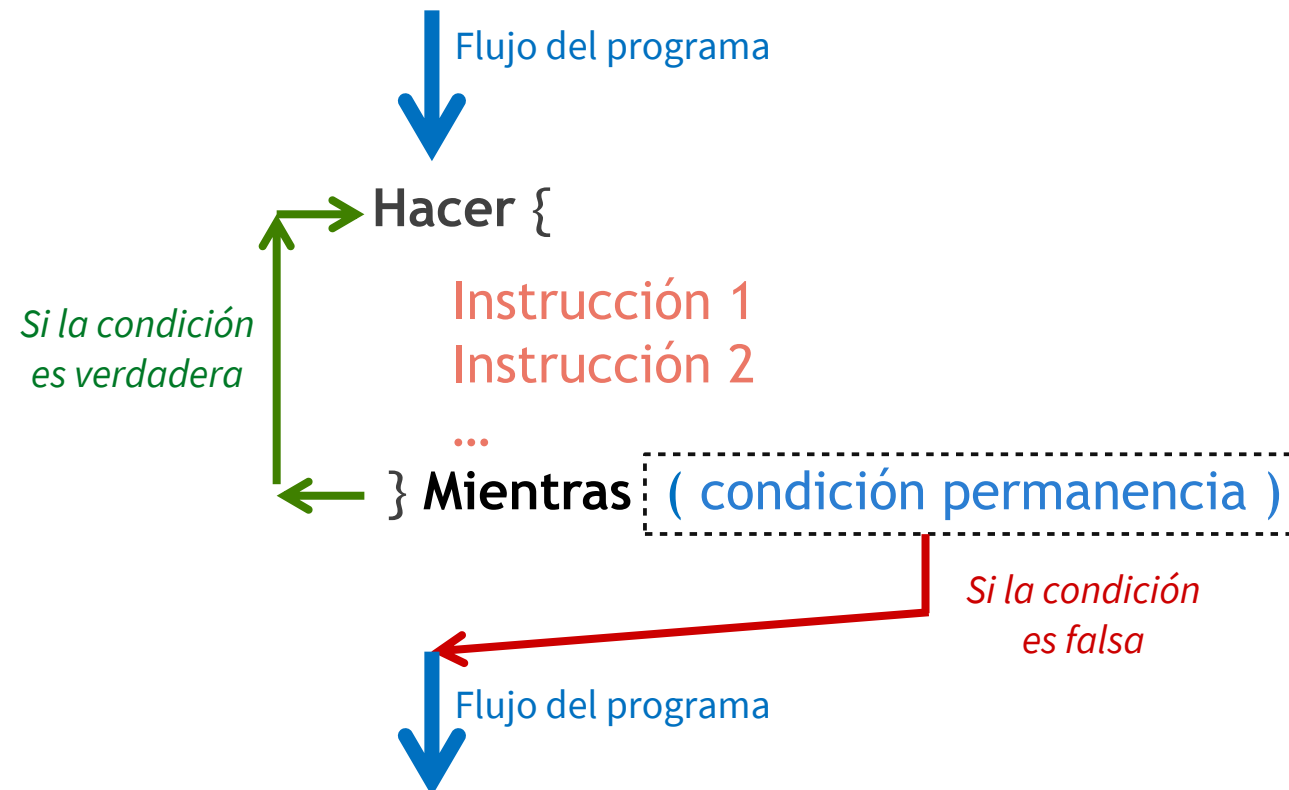 Flujo del programa
Hacer {
Instrucción 1
Instrucción 2
...
Si la condición
es verdadera
} Mientras ( condición permanencia )
Si la condición
es falsa
Flujo del programa